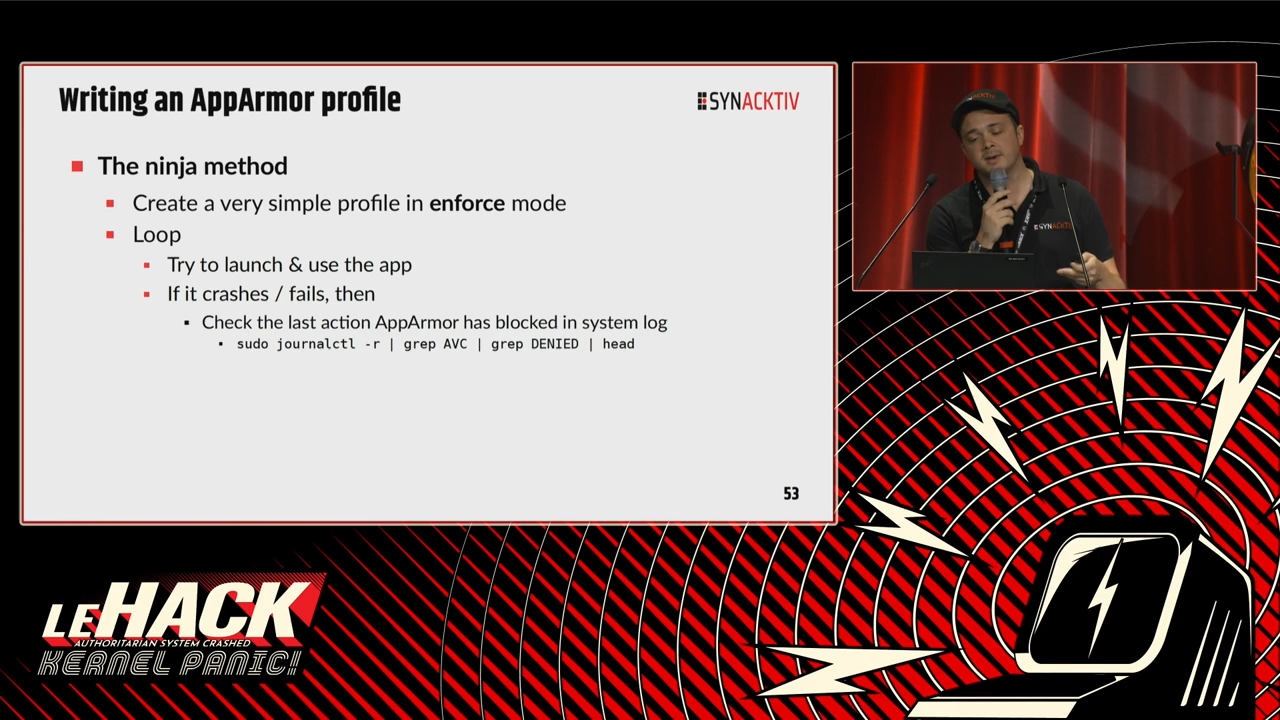 Writing an AppArmor profile
SYNACKTIV
The ninja method
Create a very simple profile in enforce mode
Loop
Try to launch & use the app
If it crashes / fails, then
Check the last action AppArmor has blocked in system log
sudo journalctl -r | grep AVC | grep DENIED | head
53
SYNACKTIV
LEHACK
AUTHORITARIAN SYSTEM CRASHED
KERNEL PANIC!